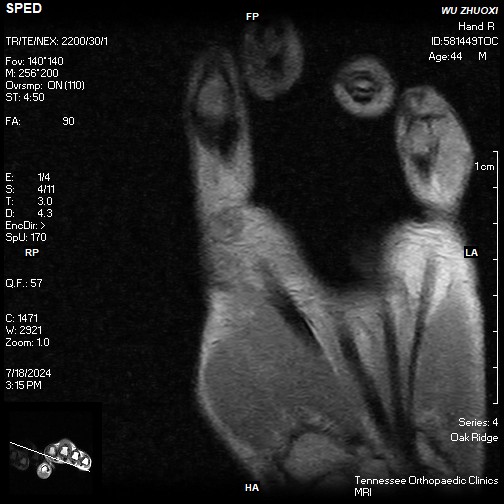 SPED
FP
WU ZHUOXI
Hand R
TR/TE/NEX: 2200/30/1
ID:581449TOC
Age:44 M
Fov: 140*140
M: 256*200
Ovrsmp: ON (110)
ST: 4:50
FA: 90
1cm
E: 1/4
S: 4/11
T: 3.0
D: 4.3
EncDir: >
SpU: 170
RP
LA
Q.F.: 57
C: 1471
W: 2921
Zoom: 1.0
7/18/2024
3:15 PM
Series: 4
Oak Ridge
HA
Tennessee Orthopaedic Clinics
MRI